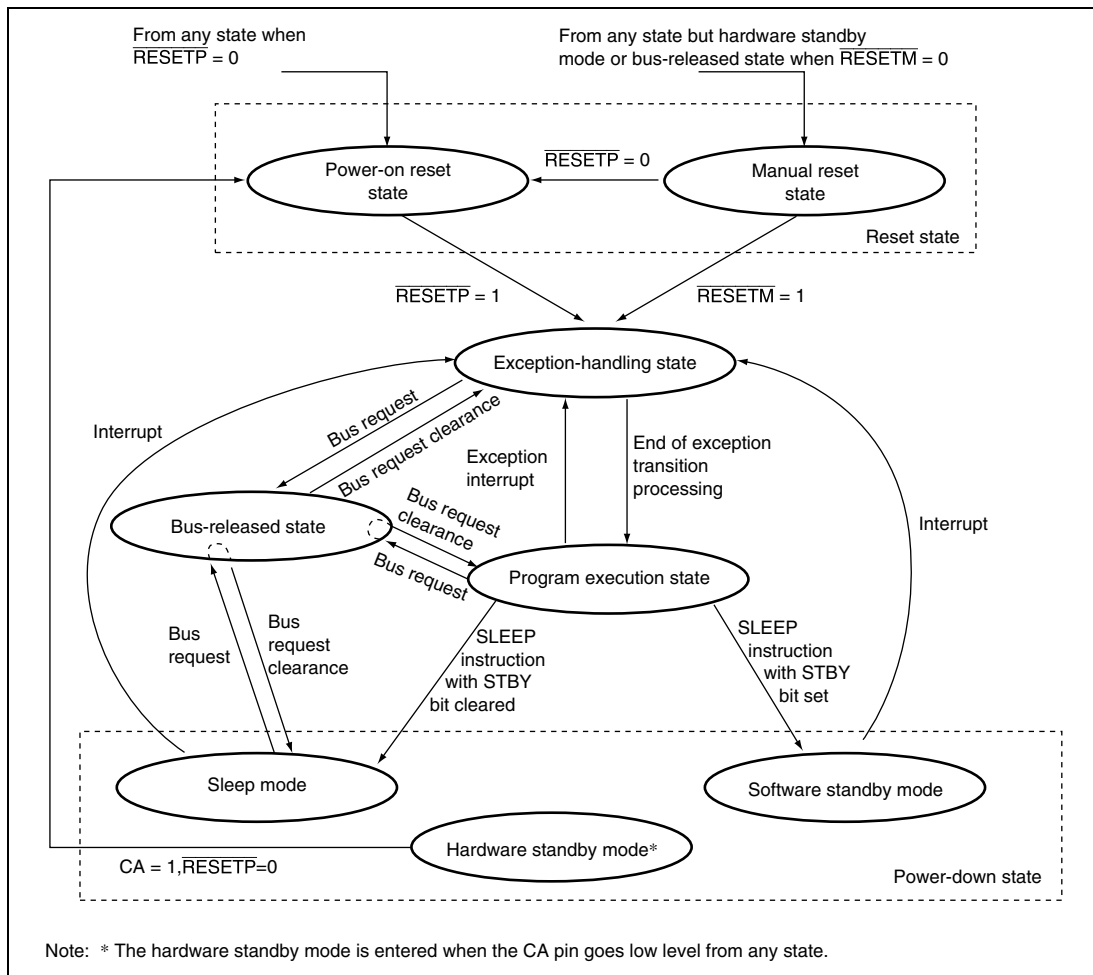 From any state when
RESETP = 0
From any state but hardware standby
mode or bus-released state when RESETM = 0
Power-on reset
state
RESETP = 0
Manual reset
state
Reset state
RESETP = 1
RESETM = 1
Exception-handling state
Interrupt
Bus request
Bus request clearance
Exception
interrupt
End of exception
transition
processing
Interrupt
Bus-released state
Bus request
clearance
Bus request
Program execution state
Bus
request
Bus
request
clearance
SLEEP
instruction
with STBY
bit cleared
SLEEP
instruction
with STBY
bit set
Sleep mode
Software standby mode
Hardware standby mode*
CA = 1,RESETP=0
Power-down state
Note: * The hardware standby mode is entered when the CA pin goes low level from any state.